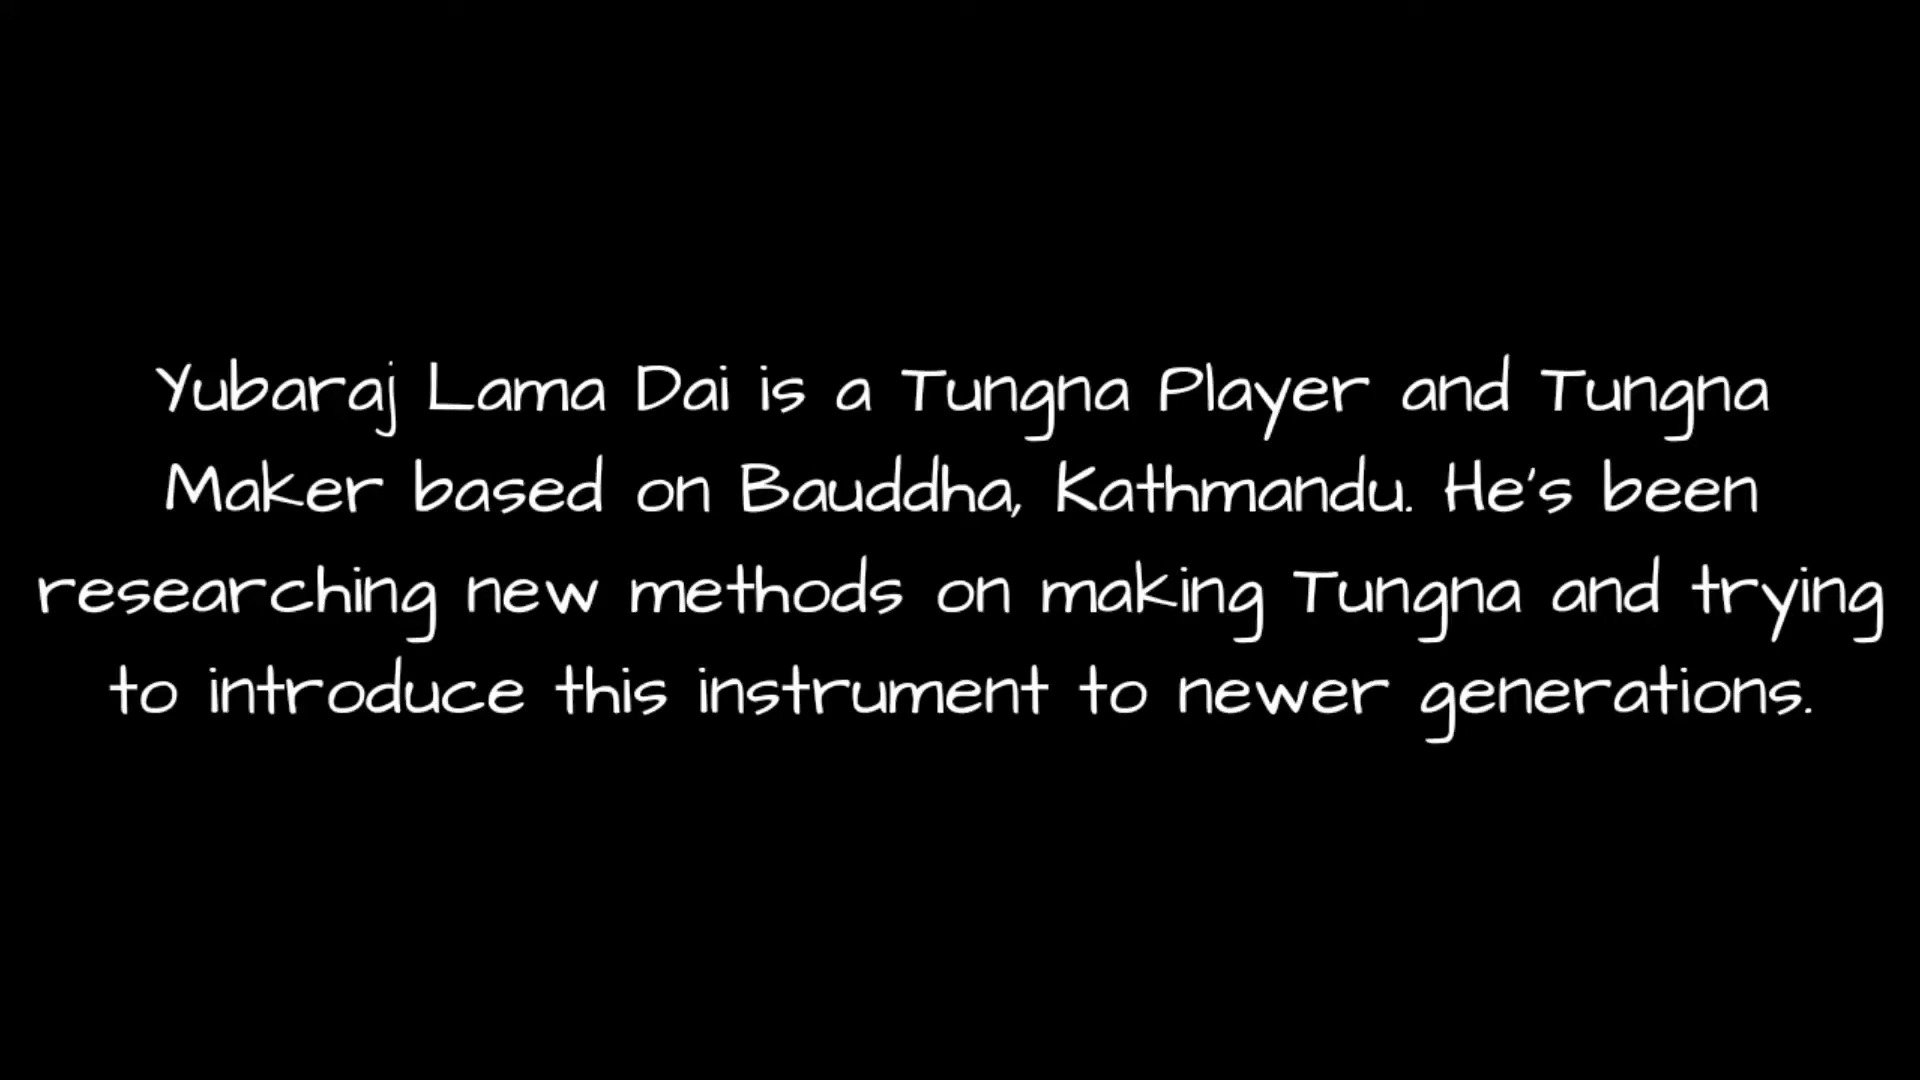 Yubaraj Lama Dai is a Tungna Player and Tungna
Maker based on Bauddha, Kathmandu. He's been
researching new methods on making Tungna and trying
to introduce this instrument to newer generations.